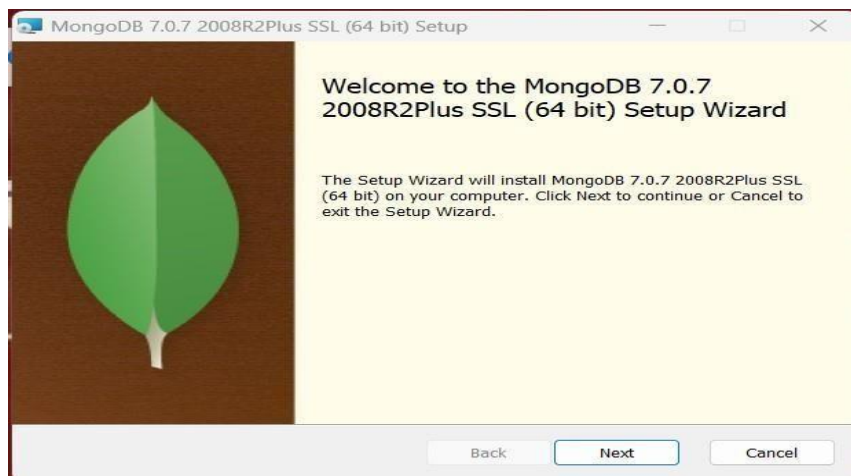 MongoDB 7.0.7 2008R2Plus SSL (64 bit) Setup
Welcome to the MongoDB 7.0.7
2008R2Plus SSL (64 bit) Setup Wizard
The Setup Wizard will install MongoDB 7.0.7 2008R2Plus SSL
(64 bit) on your computer. Click Next to continue or Cancel to
exit the Setup Wizard.
Back Next Cancel